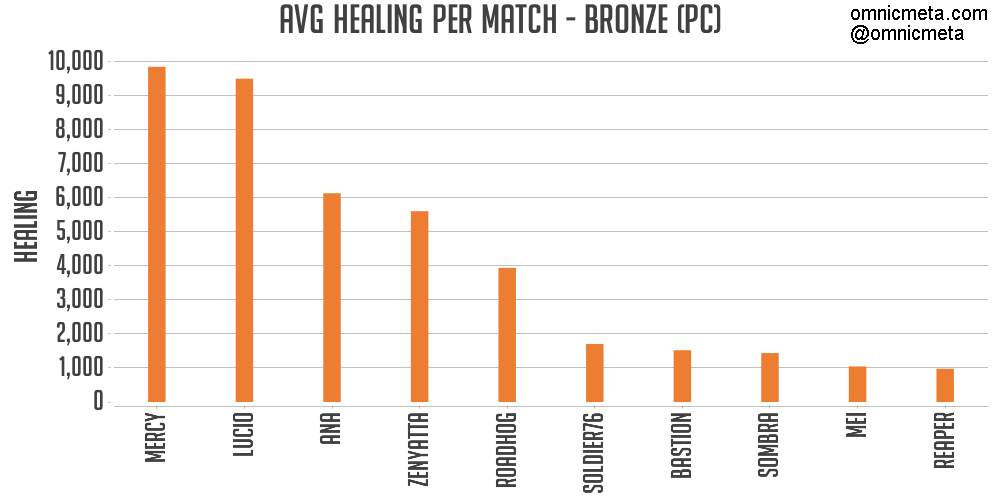 AVG HEALING PER MATCH - BRONZE (PC)
omnicmeta.com
@omnicmeta
HEALING
10,000
9,000
8,000
7,000
6,000
5,000
4,000
3,000
2,000
1,000
0
MERCY
LUCIO
ANA
ZENYATTA
ROADHOG
SOLDIER76
BASTION
SOMBRA
MEI
REAPER